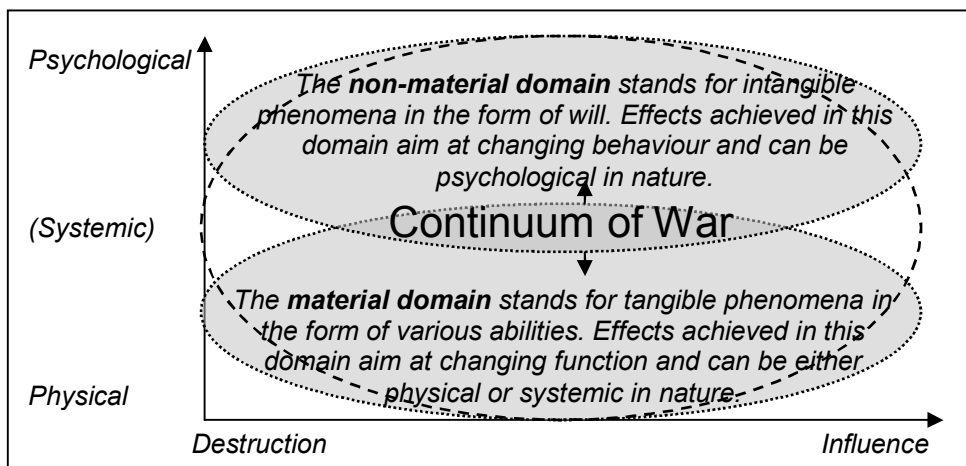 Psychological
The non-material domain stands for intangible
phenomena in the form of will. Effects achieved in this
domain aim at changing behaviour and can be
psychological in nature.
(Systemic)
Continuum of War
The material domain stands for tangible phenomena in
the form of various abilities. Effects achieved in this
domain aim at changing function and can be either
physical or systemic in nature.
Physical
Destruction
Influence